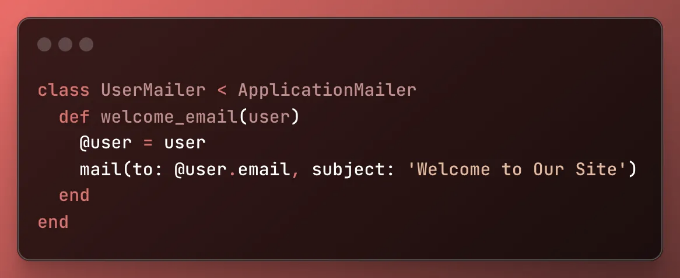 class UserMailer < ApplicationMailer
  def welcome_email(user)
    @user = user
    mail(to: @user.email, subject: 'Welcome to Our Site')
  end
end